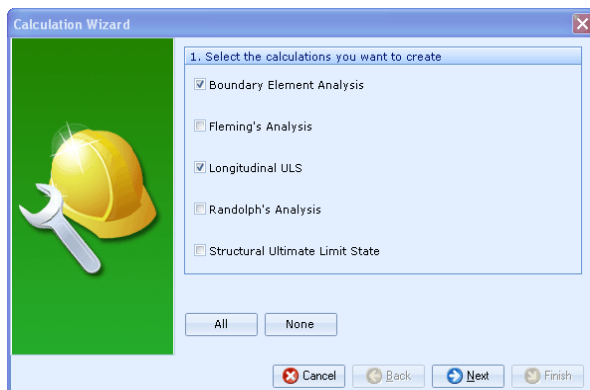 Calculation Wizard
1. Select the calculations you want to create
Boundary Element Analysis
Fleming's Analysis
Longitudinal ULS
Randolph's Analysis
Structural Ultimate Limit State
All None
Cancel Back Next Finish